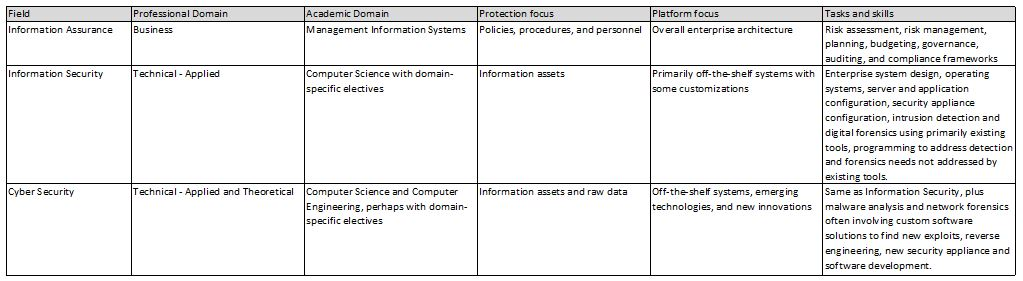 Field
Professional Domain
Academic Domain
Protection focus
Platform focus
Tasks and skills
Information Assurance
Business
Management Information Systems
Policies, procedures, and personnel
Overall enterprise architecture
Risk assessment, risk management,
planning, budgeting, governance,
auditing, and compliance frameworks
Information Security
Technical - Applied
Computer Science with domain-
specific electives
Information assets
Primarily off-the-shelf systems with
some customizations
Enterprise system design, operating
systems, server and application
configuration, security appliance
configuration, intrusion detection and
digital forensics using primarily existing
tools, programming to address detection
and forensics needs not addressed by
existing tools.
Cyber Security
Technical - Applied and Theoretical
Computer Science and Computer
Engineering, perhaps with domain-
specific electives
Information assets and raw data
Off-the-shelf systems, emerging
technologies, and new innovations
Same as Information Security, plus
malware analysis and network forensics
often involving custom software
solutions to find new exploits, reverse
engineering, new security appliance and
software development.